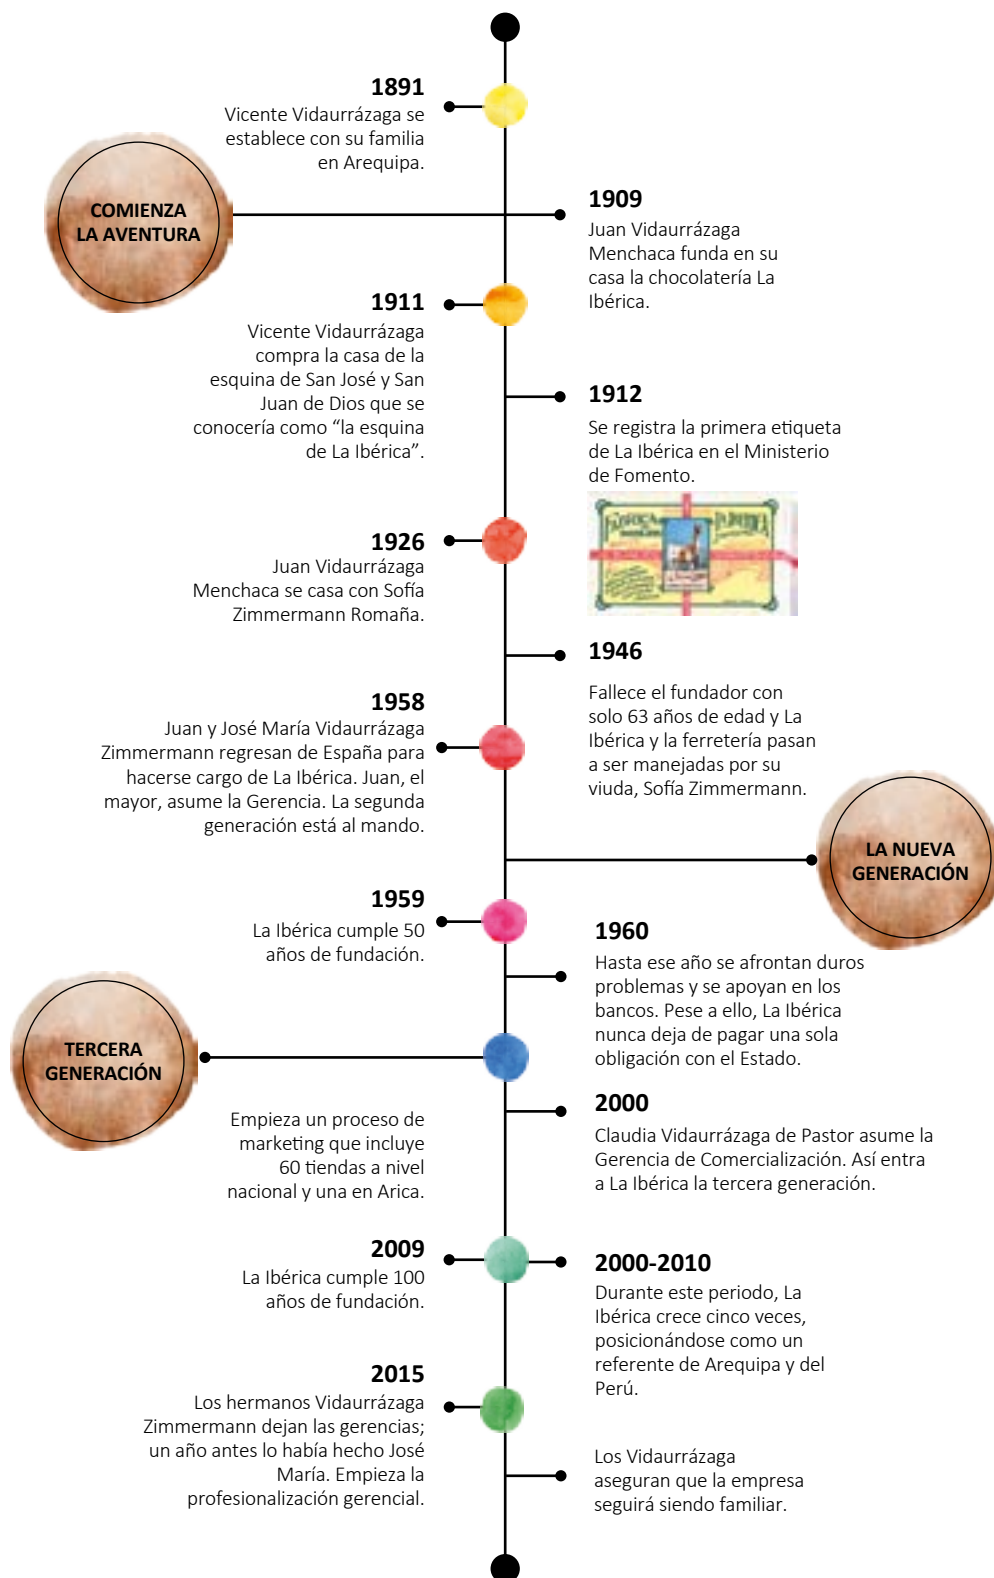 1891
Vicente Vidaurrázaga se
establece con su familia
en Arequipa.
COMIENZA
LA AVENTURA
1909
Juan Vidaurrázaga
Menchaca funda en su
casa la chocolatería La
Ibérica.
1911
Vicente Vidaurrázaga
compra la casa de la
esquina de San José y San
Juan de Dios que se
conocería como “la esquina
de La Ibérica”.
1912
Se registra la primera etiqueta
de La Ibérica en el Ministerio
de Fomento.
FABRICA
LA IBERICA
1926
Juan Vidaurrázaga
Menchaca se casa con Sofía
Zimmermann Romaña.
1946
Fallece el fundador con
solo 63 años de edad y La
Ibérica y la ferretería pasan
a ser manejadas por su
viuda, Sofía Zimmermann.
1958
Juan y José María Vidaurrázaga
Zimmermann regresan de España para
hacerse cargo de La Ibérica. Juan, el
mayor, asume la Gerencia. La segunda
generación está al mando.
LA NUEVA
GENERACIÓN
1959
La Ibérica cumple 50
años de fundación.
1960
Hasta ese año se afrontan duros
problemas y se apoyan en los
bancos. Pese a ello, La Ibérica
nunca deja de pagar una sola
obligación con el Estado.
TERCERA
GENERACIÓN
Empieza un proceso de
marketing que incluye
60 tiendas a nivel
nacional y una en Arica.
2000
Claudia Vidaurrázaga de Pastor asume la
Gerencia de Comercialización. Así entra
a La Ibérica la tercera generación.
2009
La Ibérica cumple 100
años de fundación.
2000-2010
Durante este periodo, La
Ibérica crece cinco veces,
posicionándose como un
referente de Arequipa y del
Perú.
2015
Los hermanos Vidaurrázaga
Zimmermann dejan las gerencias;
un año antes lo había hecho José
María. Empieza la
profesionalización gerencial.
Los Vidaurrázaga
aseguran que la empresa
seguirá siendo familiar.